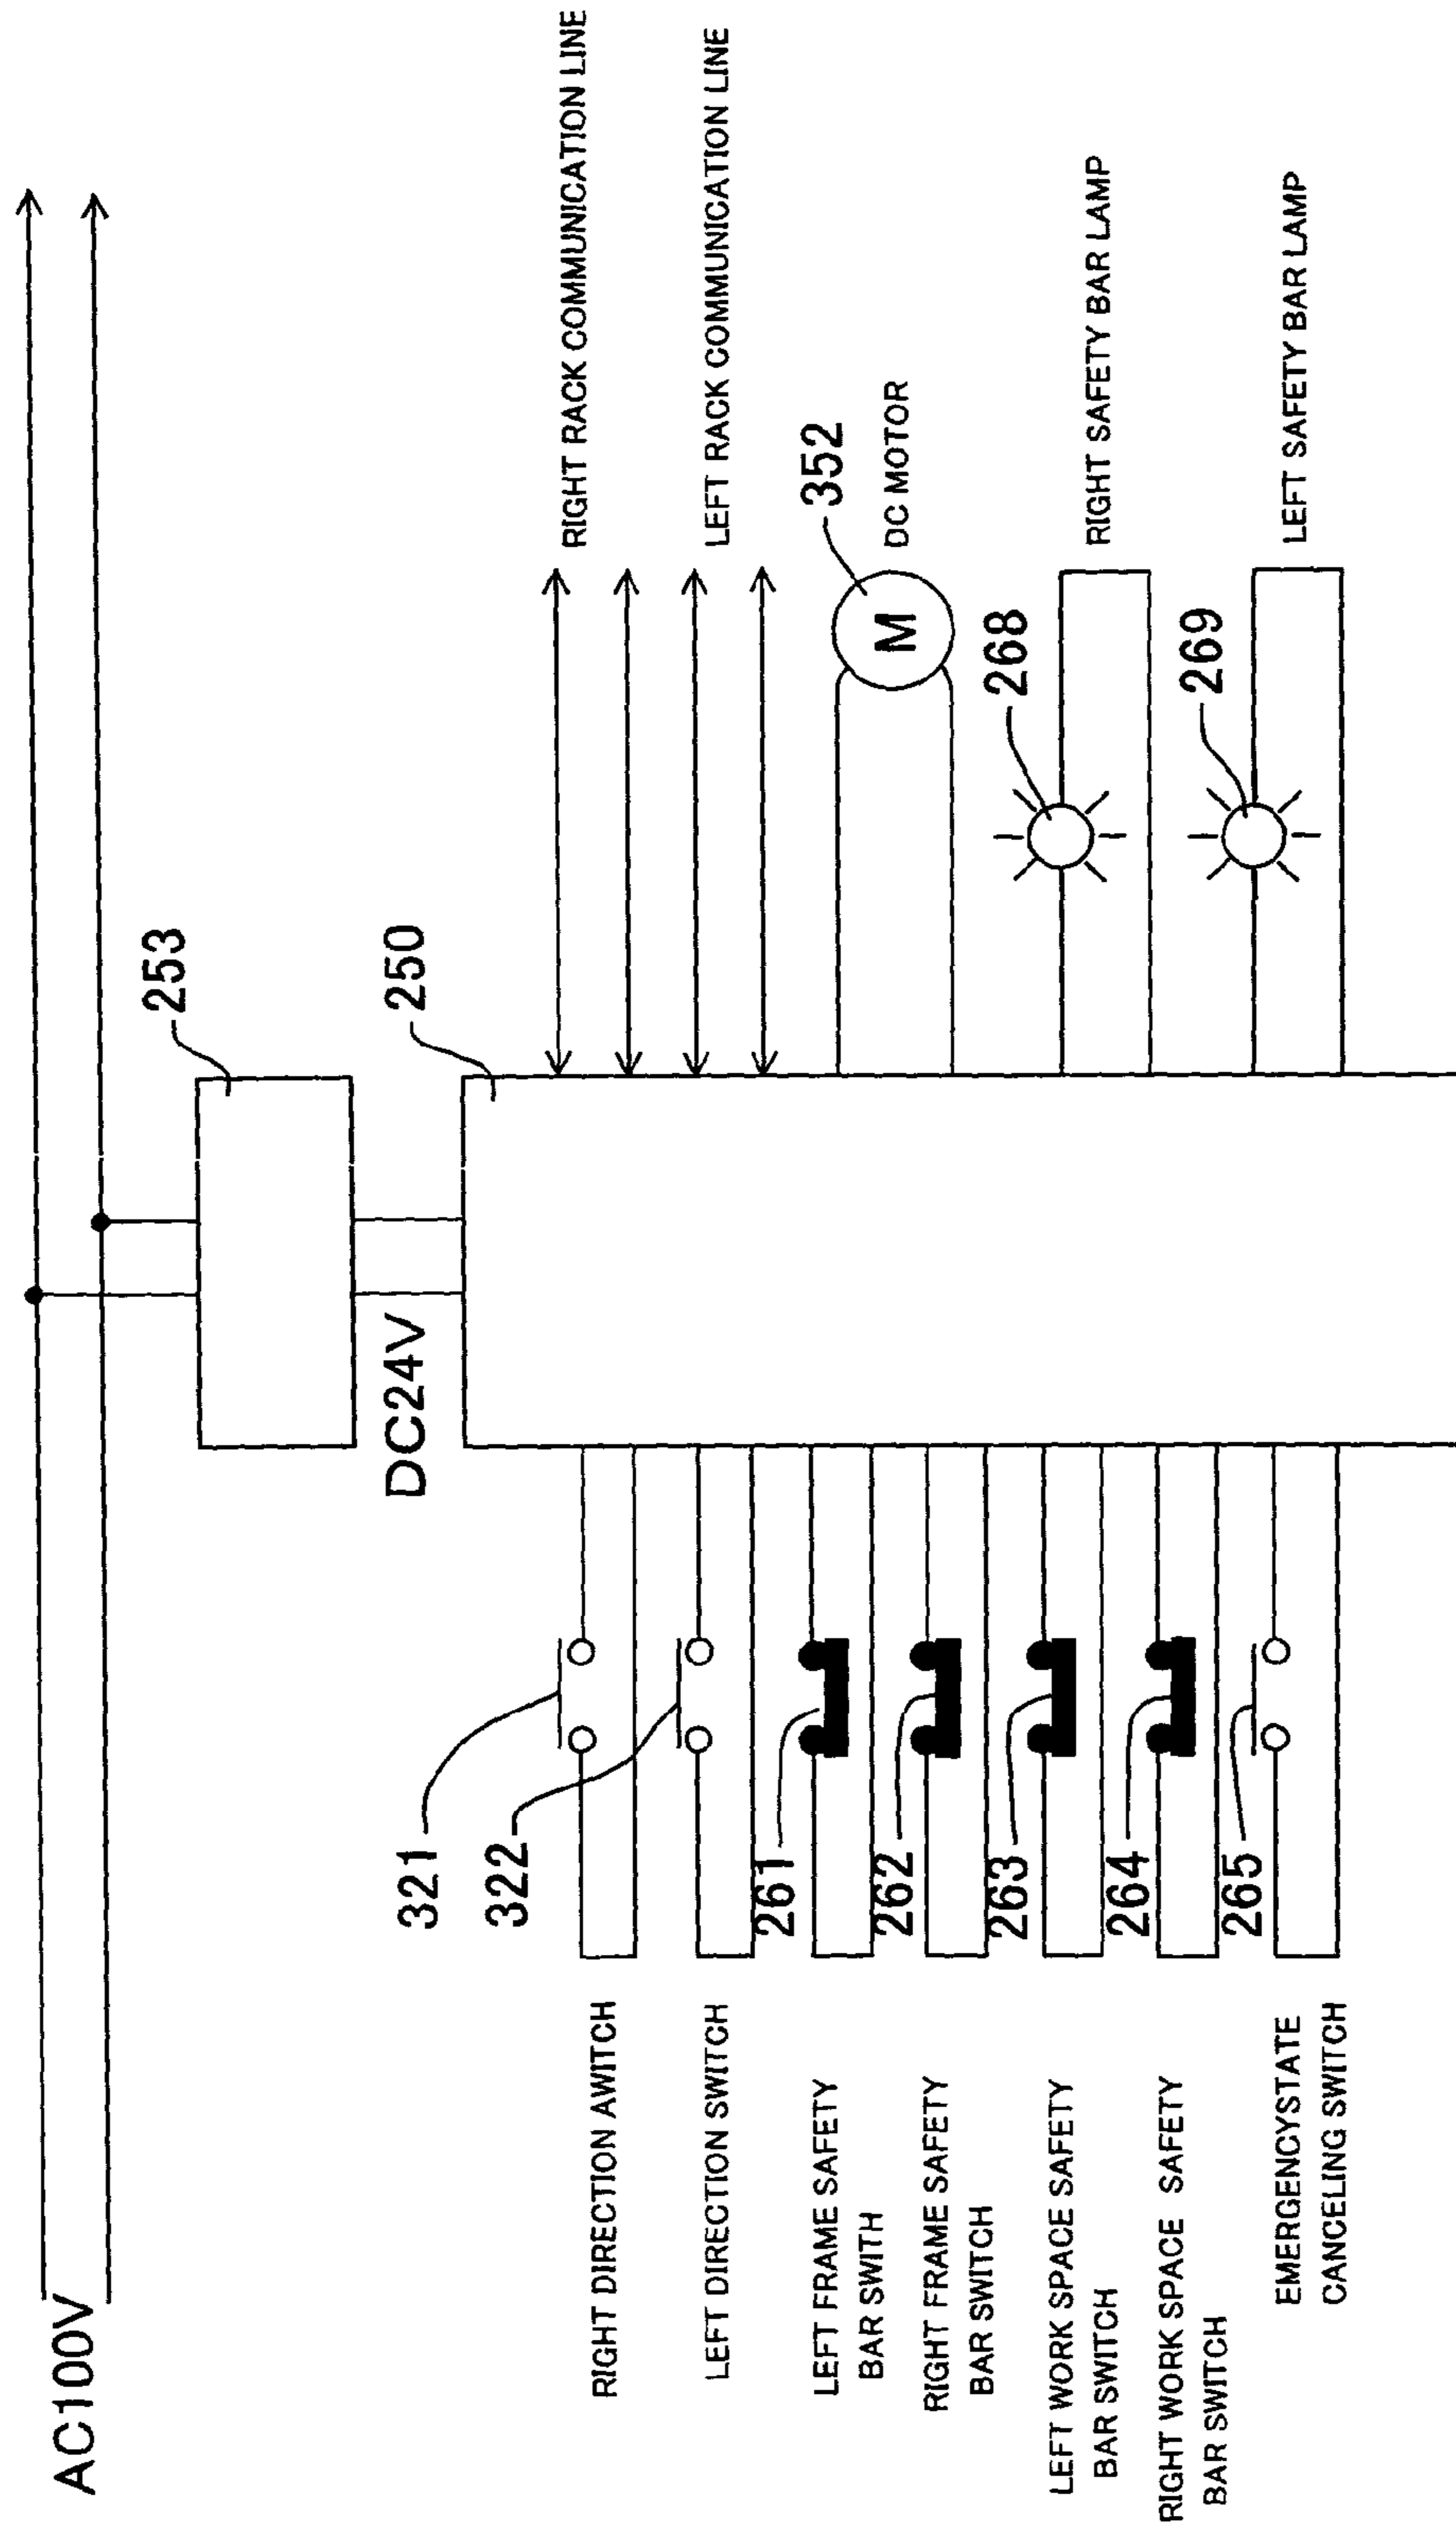 AC100V
253
DC24V
250
321
322
261
262
263
264
265
RIGHT DIRECTION AWITCH
LEFT DIRECTION SWITCH
LEFT FRAME SAFETY
BAR SWITH
RIGHT FRAME SAFETY
BAR SWITCH
LEFT WORK SPACE SAFETY
BAR SWITCH
RIGHT WORK SPACE SAFETY
BAR SWITCH
EMERGENCYSTATE
CANCELING SWITCH
RIGHT RACK COMMUNICATION LINE
LEFT RACK COMMUNICATION LINE
352
M
DC MOTOR
268
RIGHT SAFETY BAR LAMP
269
LEFT SAFETY BAR LAMP